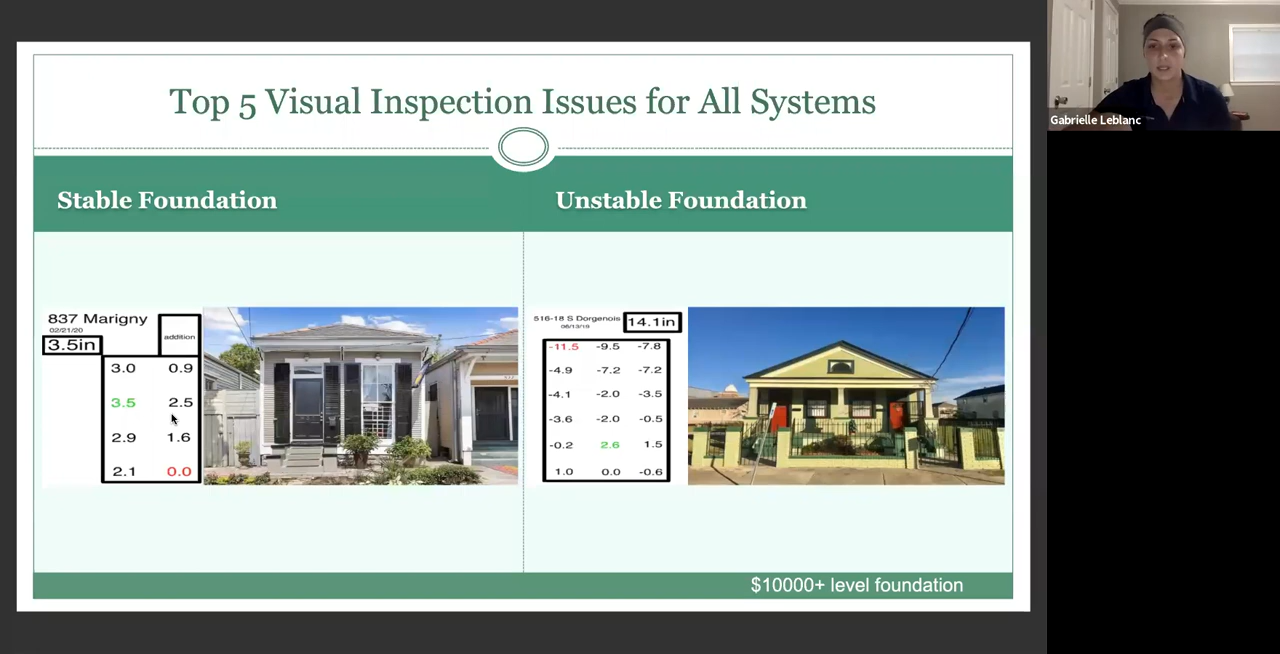 Top 5 Visual Inspection Issues for All Systems
Stable Foundation
Unstable Foundation
837 Marigny
02/21/20
3.5in
addition
3.0 0.9
3.5 2.5
2.9 1.6
2.1 0.0
516-18 S Dorgenois
14.1in
-11.5 -9.5 -7.8
-4.9 -7.2 -7.2
-4.1 -2.0 -3.5
-3.6 -2.0 -0.5
-0.2 2.6 1.5
1.0 0.0 -0.6
$10000+ level foundation
Gabrielle Leblanc